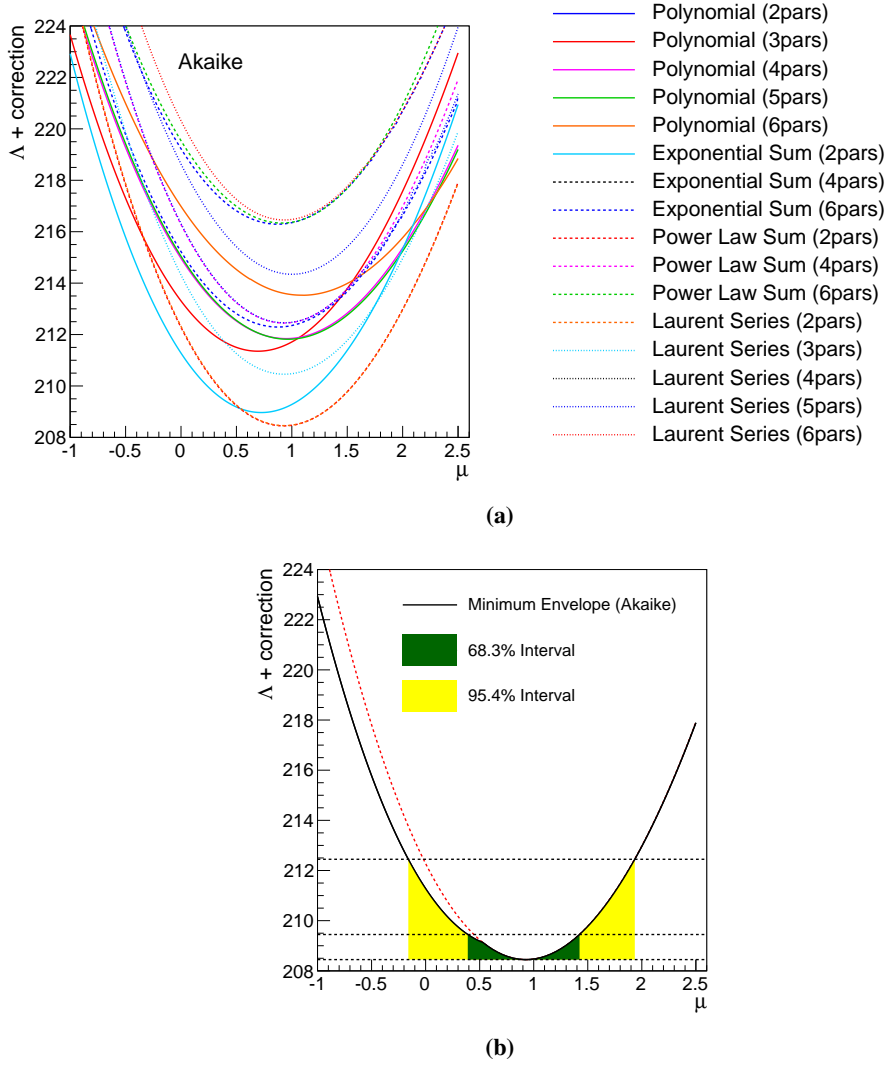 Akaike
Λ + correction
224
222
220
218
216
214
212
210
208
-1
-0.5
0
0.5
1
1.5
2
2.5
μ
Polynomial (2pars)
Polynomial (3pars)
Polynomial (4pars)
Polynomial (5pars)
Polynomial (6pars)
Exponential Sum (2pars)
Exponential Sum (4pars)
Exponential Sum (6pars)
Power Law Sum (2pars)
Power Law Sum (4pars)
Power Law Sum (6pars)
Laurent Series (2pars)
Laurent Series (3pars)
Laurent Series (4pars)
Laurent Series (5pars)
Laurent Series (6pars)
(a)
Λ + correction
224
222
220
218
216
214
212
210
208
-1
-0.5
0
0.5
1
1.5
2
2.5
μ
Minimum Envelope (Akaike)
68.3% Interval
95.4% Interval
(b)